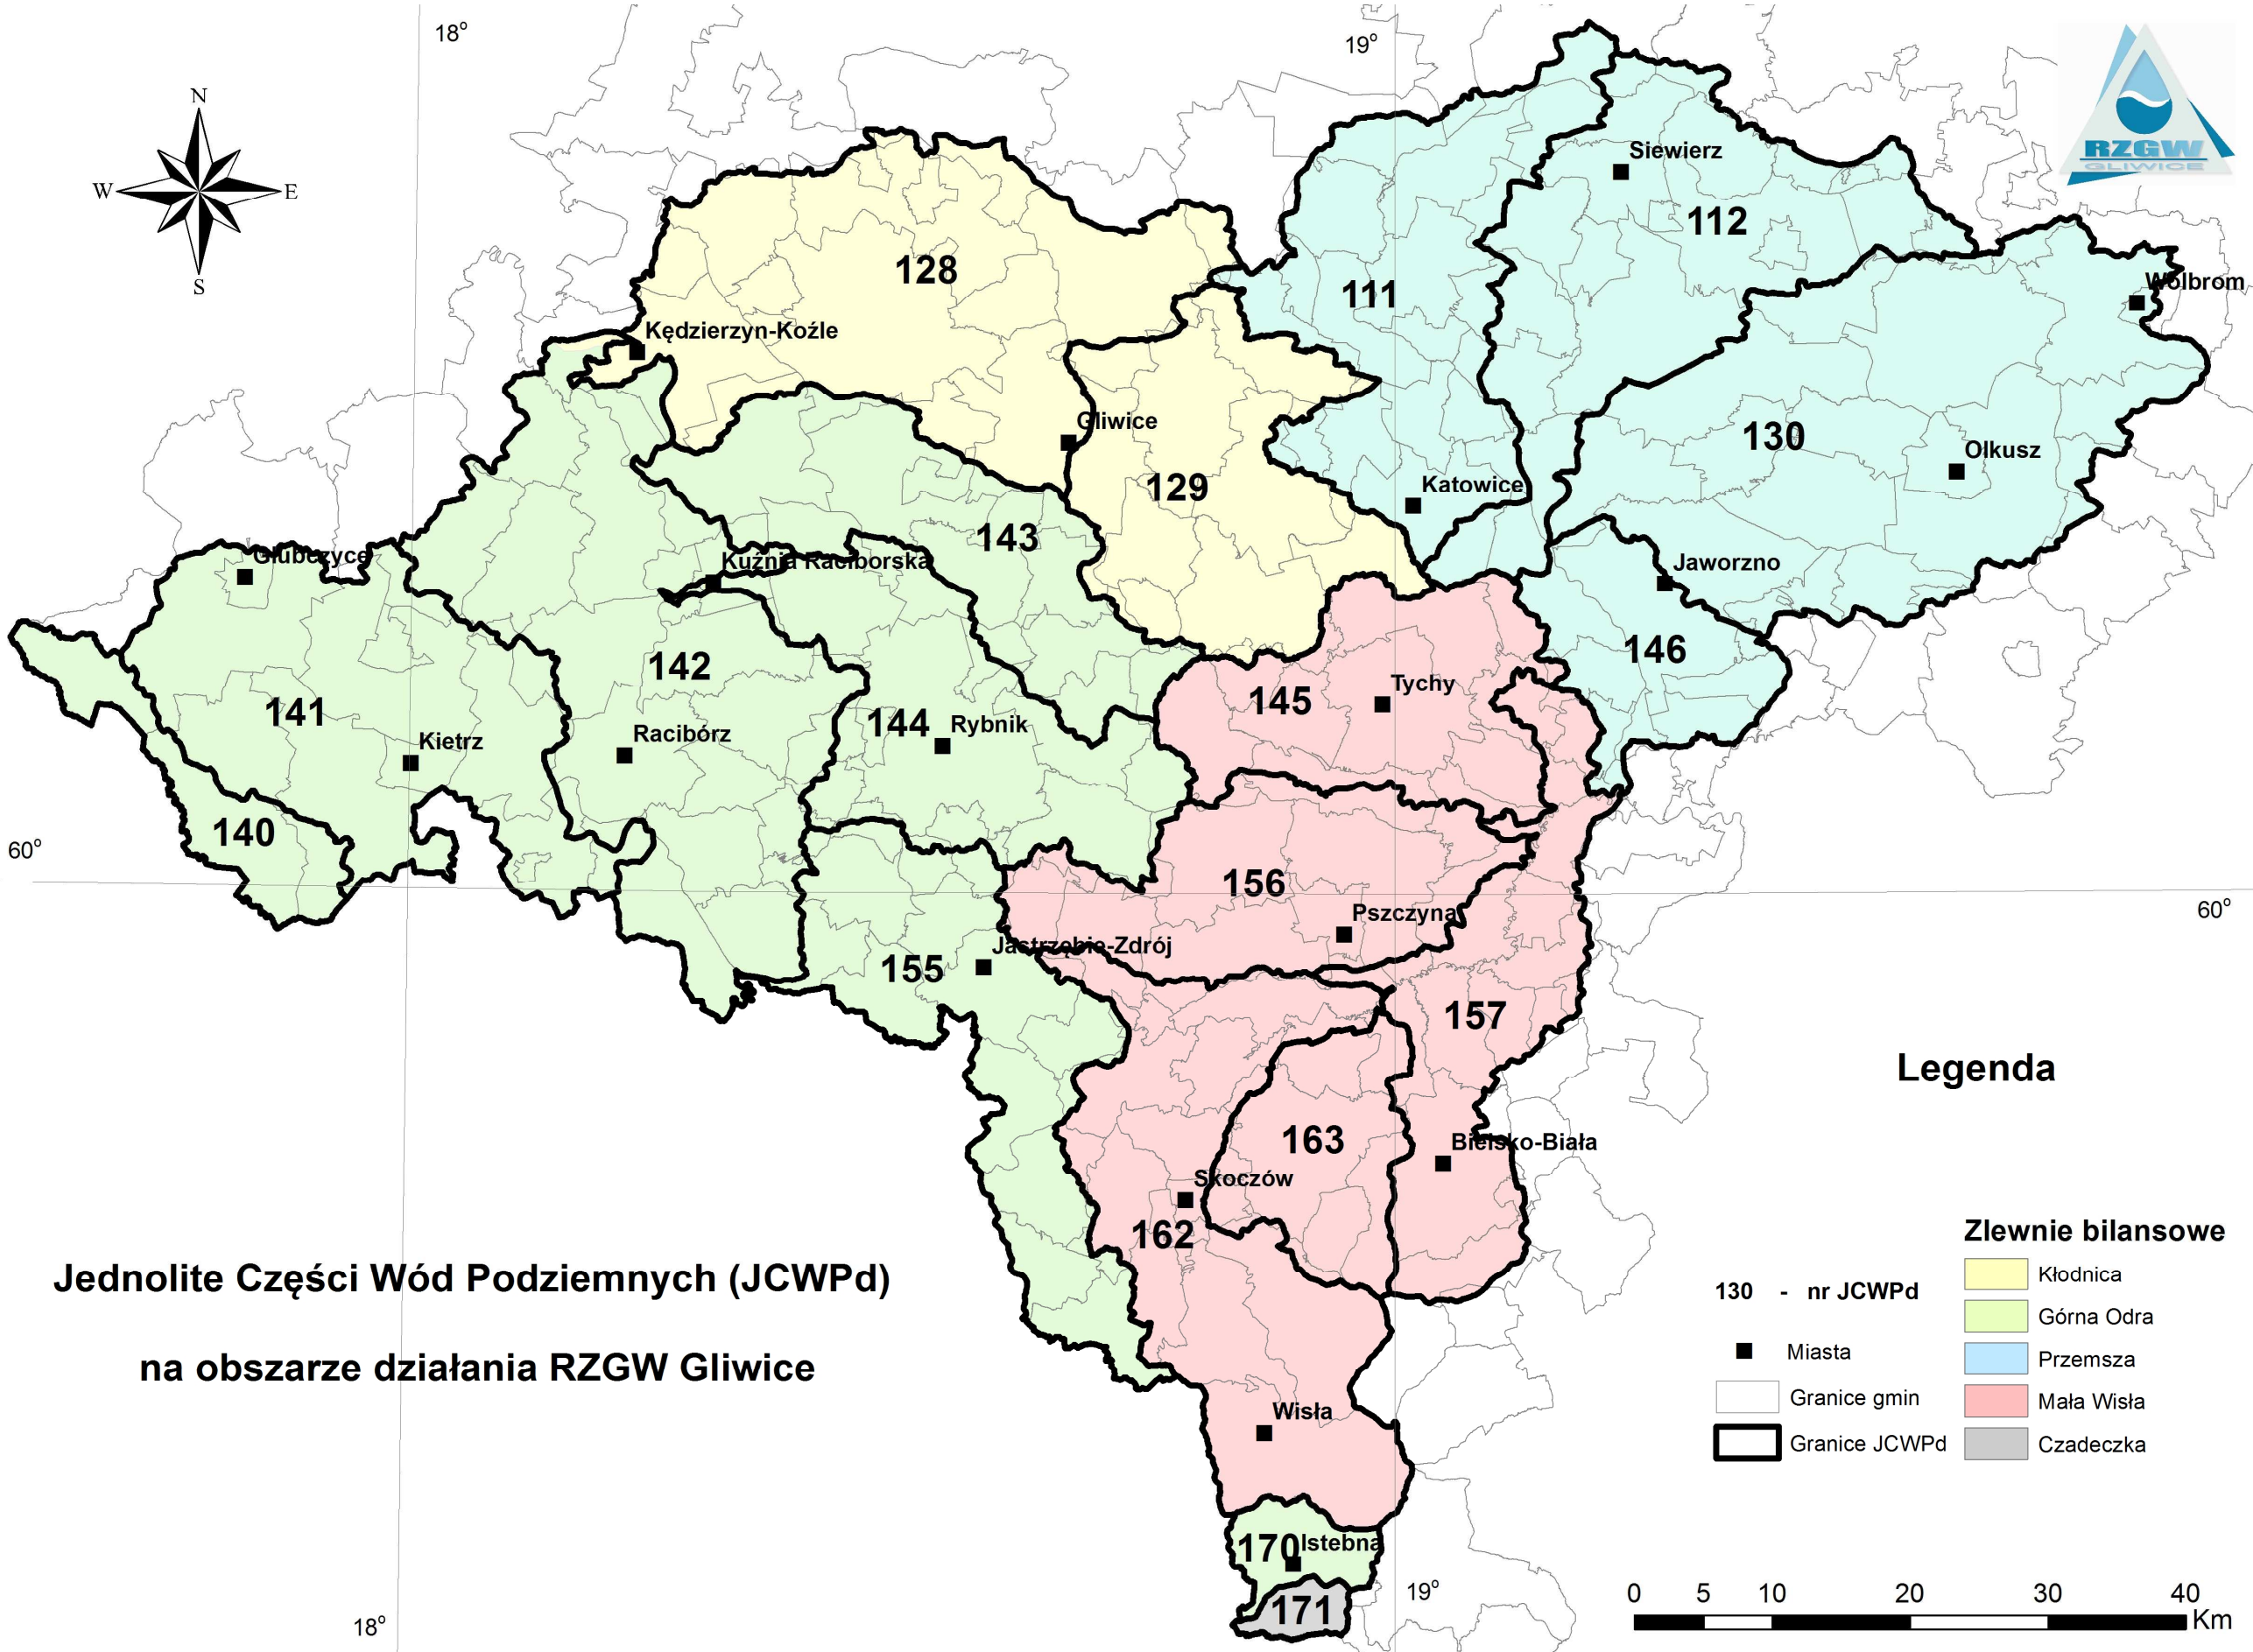 18°
19°
N
W
E
S
RZGW
GLIWICE
Siewierz
112
128
111
Wolbrom
Kędzierzyn-Koźle
Gliwice
130
Olkusz
129
Katowice
143
Głubczyce
Kuźnia Raciborska
Jaworzno
146
142
145
Tychy
141
144
Rybnik
Kietrz
Racibórz
140
60°
156
Pszczyna
60°
Jastrzębie-Zdrój
155
157
Legenda
163
Bielsko-Biała
Skoczów
162
Zlewnie bilansowe
Jednolite Części Wód Podziemnych (JCWPd)
na obszarze działania RZGW Gliwice
130 - nr JCWPd
Miasta
Granice gmin
Granice JCWPd
Kłodnica
Górna Odra
Przemsza
Mała Wisła
Czadeczka
Wisła
170
Istebna
171
18°
19°
0 5 10 20 30 40
Km